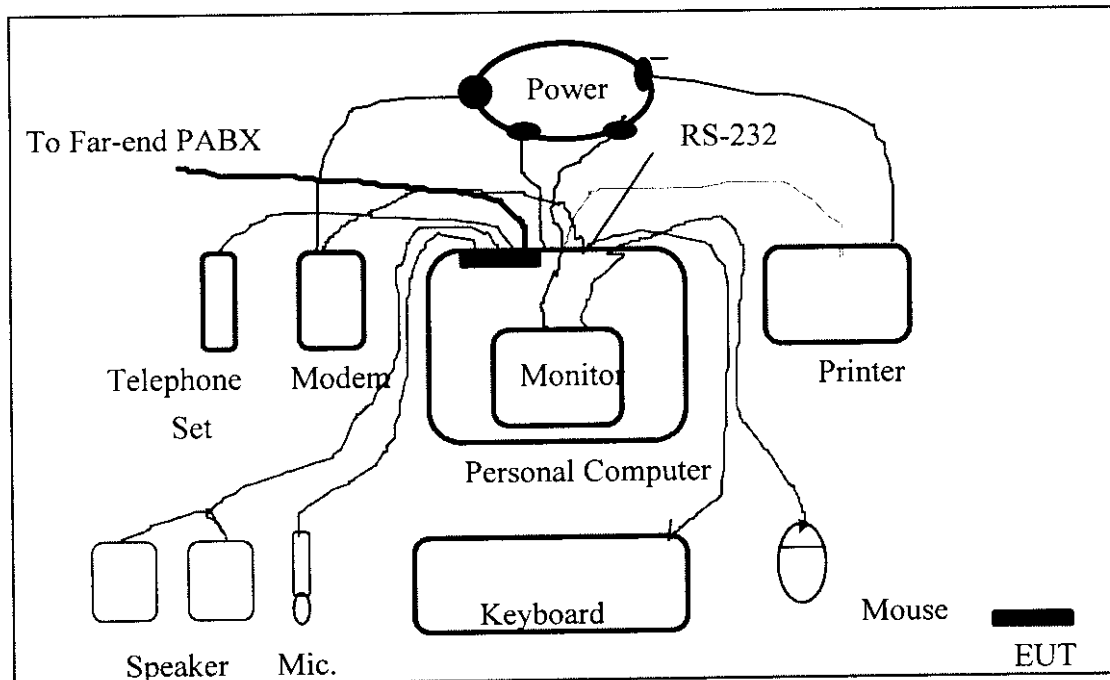 Power
To Far-end PABX
RS-232
Telephone
Set
Modem
Monitor
Printer
Personal Computer
Keyboard
Mouse
Speaker
Mic.
EUT